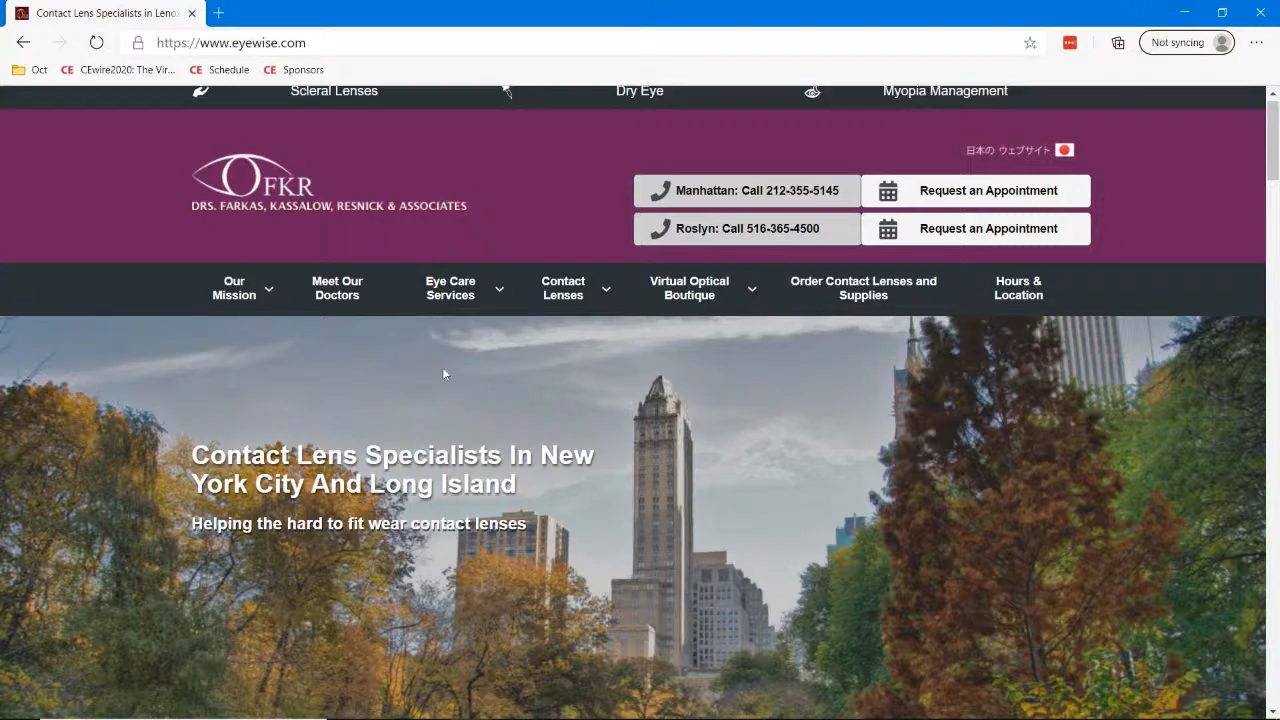 Contact Lens Specialists in Leno
https://www.eyewise.com
Not syncing
Oct
CE CEwire2020: The Vir...
CE Schedule
CE Sponsors
Scleral Lenses
Dry Eye
Myopia Management
日本の ウェブサイト
OFKR
DRS. FARKAS, KASSALOW, RESNICK & ASSOCIATES
Manhattan: Call 212-355-5145
Request an Appointment
Roslyn: Call 516-365-4500
Request an Appointment
Our
Mission
Meet Our
Doctors
Eye Care
Services
Contact
Lenses
Virtual Optical
Boutique
Order Contact Lenses and
Supplies
Hours &
Location
Contact Lens Specialists In New
York City And Long Island
Helping the hard to fit wear contact lenses